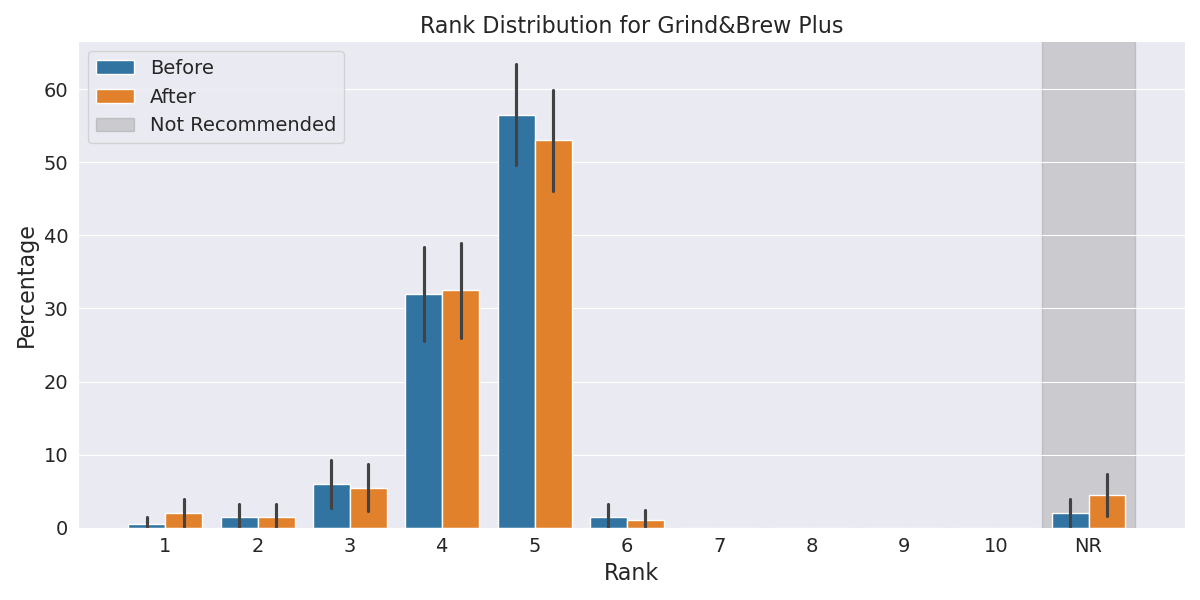 Rank Distribution for Grind&Brew Plus
Before
After
Not Recommended
Percentage
60
50
40
30
20
10
0
1 2 3 4 5 6 7 8 9 10 NR
Rank